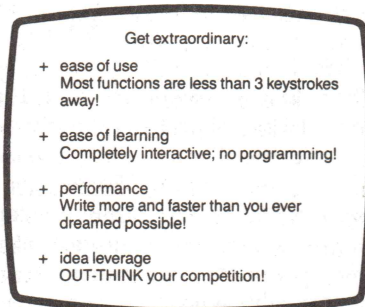 Get extraordinary:
+ ease of use
Most functions are less than 3 keystrokes
away!
+ ease of learning
Completely interactive; no programming!
+ performance
Write more and faster than you ever
dreamed possible!
+ idea leverage
OUT-THINK your competition!